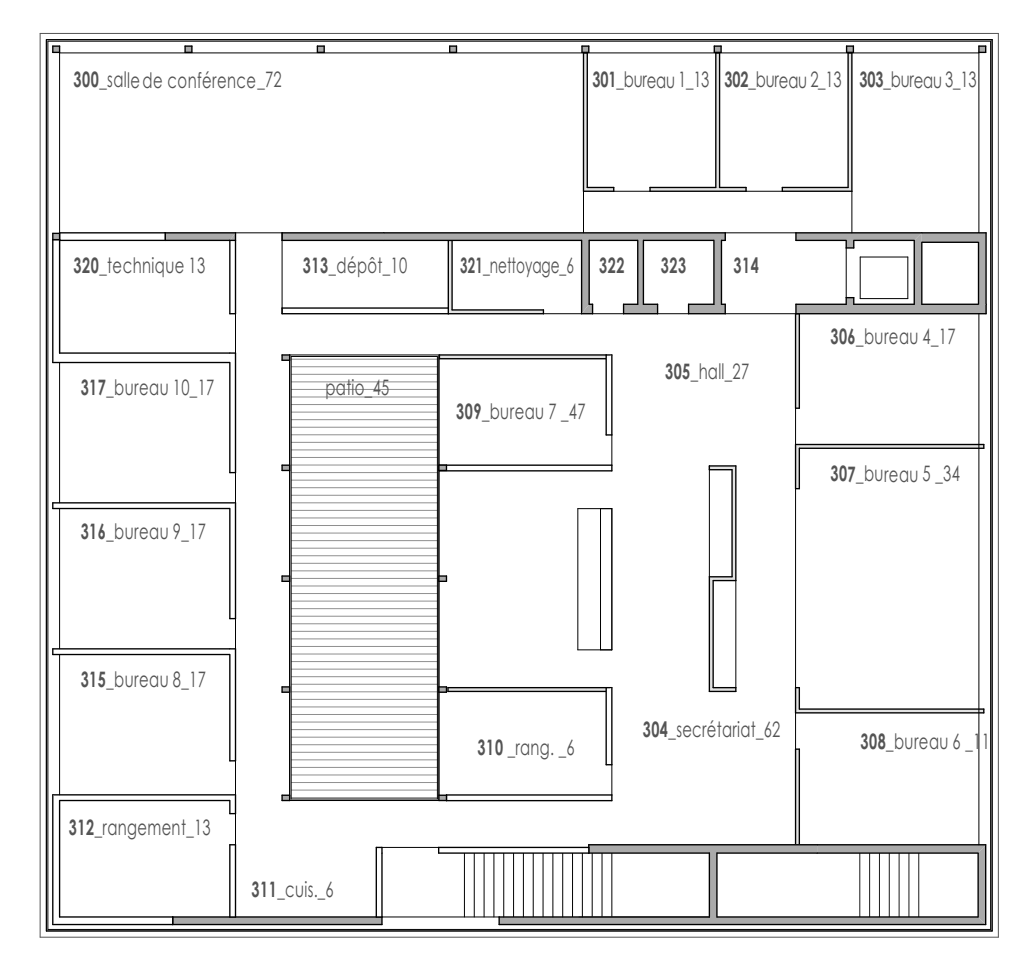 300_salle de conférence_72
301_bureau 1_13
302_bureau 2_13
303_bureau 3_13
320_technique 13
313_dépôt_10
321_nettoyage_6
322
323
314
306_bureau 4_17
305_hall_27
317_bureau 10_17
patio_45
309_bureau 7 _47
307_bureau 5 _34
316_bureau 9_17
315_bureau 8_17
304_secrétariat_62
308_bureau 6 _11
310 _rang. _6
312_rangement_13
311_cuis._6